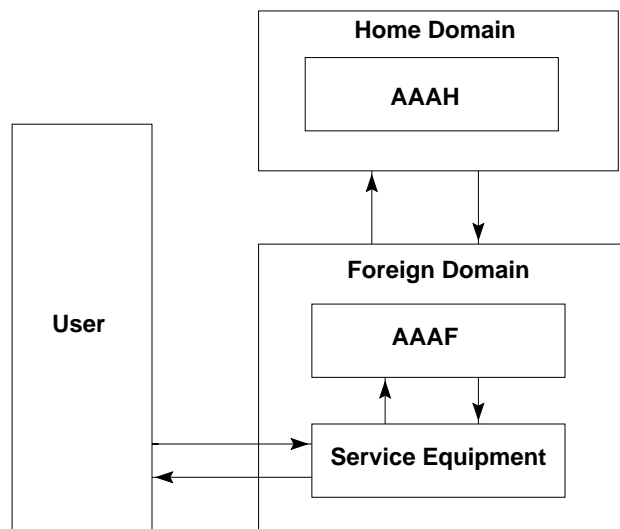 Home Domain
AAAH
Foreign Domain
User
AAAF
Service Equipment